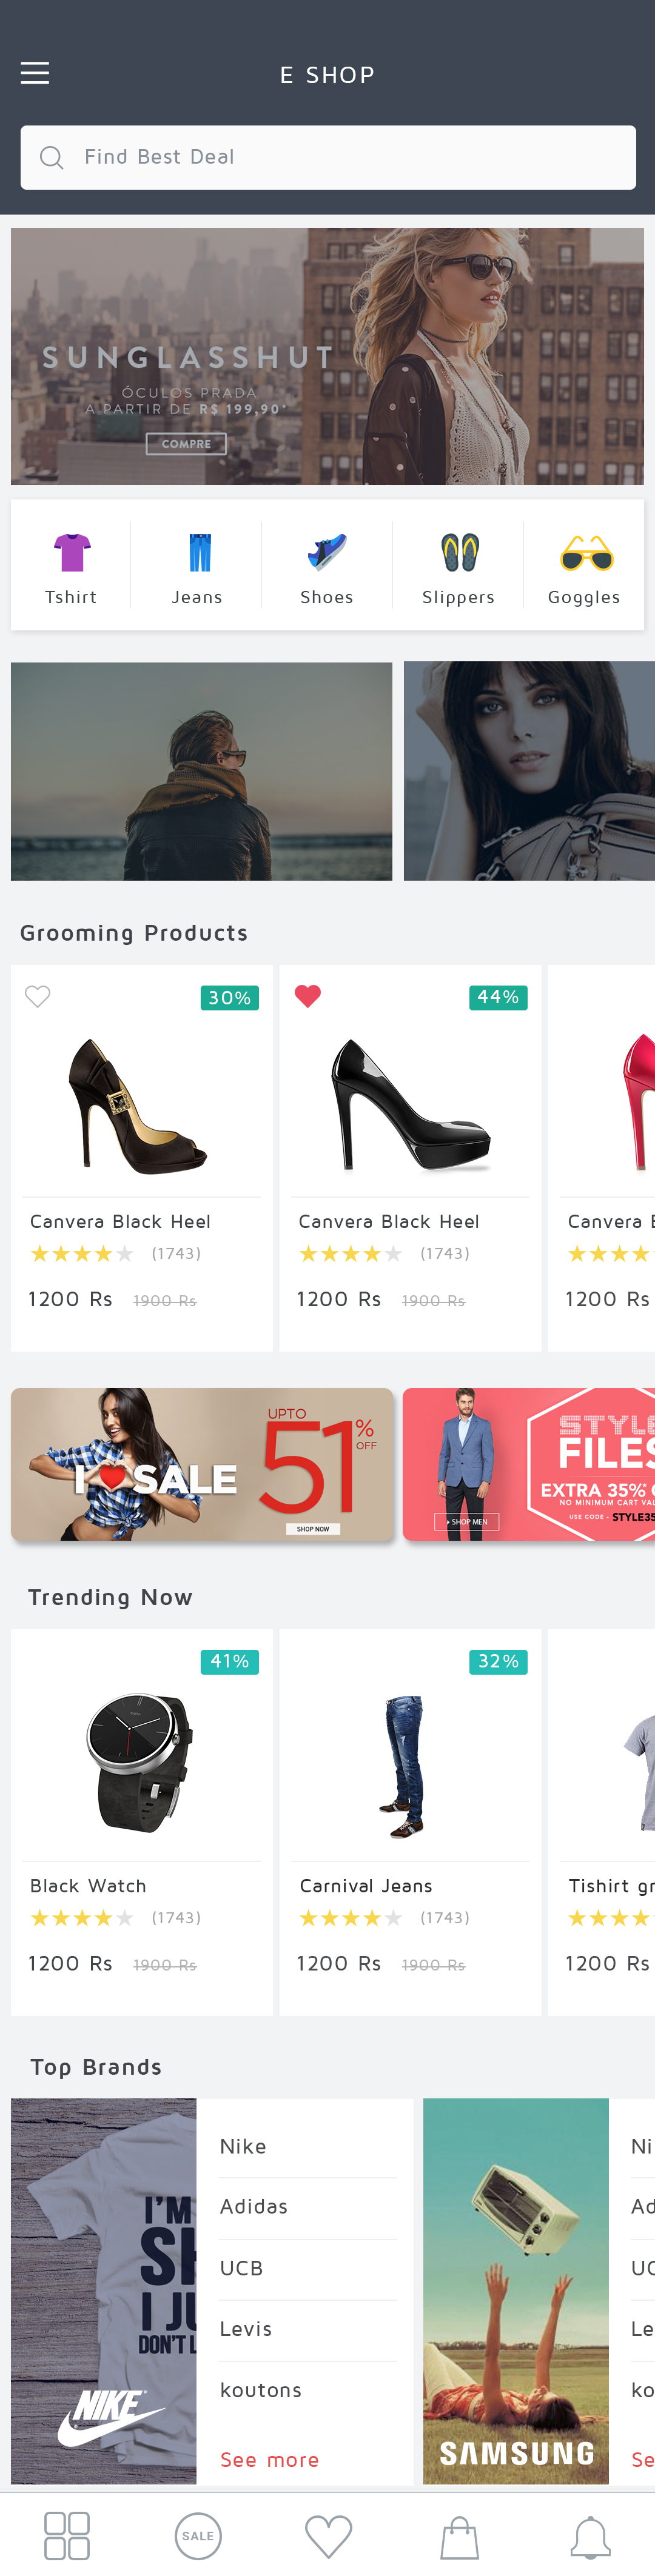 E SHOP
Find Best Deal
SUNGLASSHUT
ÓCULOS PRADA
A PARTIR DE R$ 199,90*
COMPRE
Tshirt
Jeans
Shoes
Slippers
Goggles
Grooming Products
30%
44%
Canvera Black Heel
Canvera Black Heel
Canvera
(1743)
(1743)
1200 Rs 1900 Rs
1200 Rs 1900 Rs
1200 Rs
I SALE
UPTO
51%
OFF
SHOP NOW
STYLE
FILES
EXTRA 35%
NO MINIMUM CART VAL
USE CODE - STYLE35
SHOP MEN
Trending Now
41%
32%
Black Watch
Carnival Jeans
Tishirt gr
(1743)
(1743)
1200 Rs 1900 Rs
1200 Rs 1900 Rs
1200 Rs
Top Brands
I'M
SH
I JU
DON'T L
NIKE
Nike
Adidas
UCB
Levis
koutons
See more
SAMSUNG
Ni
Ad
UC
Le
ko
Se
SALE